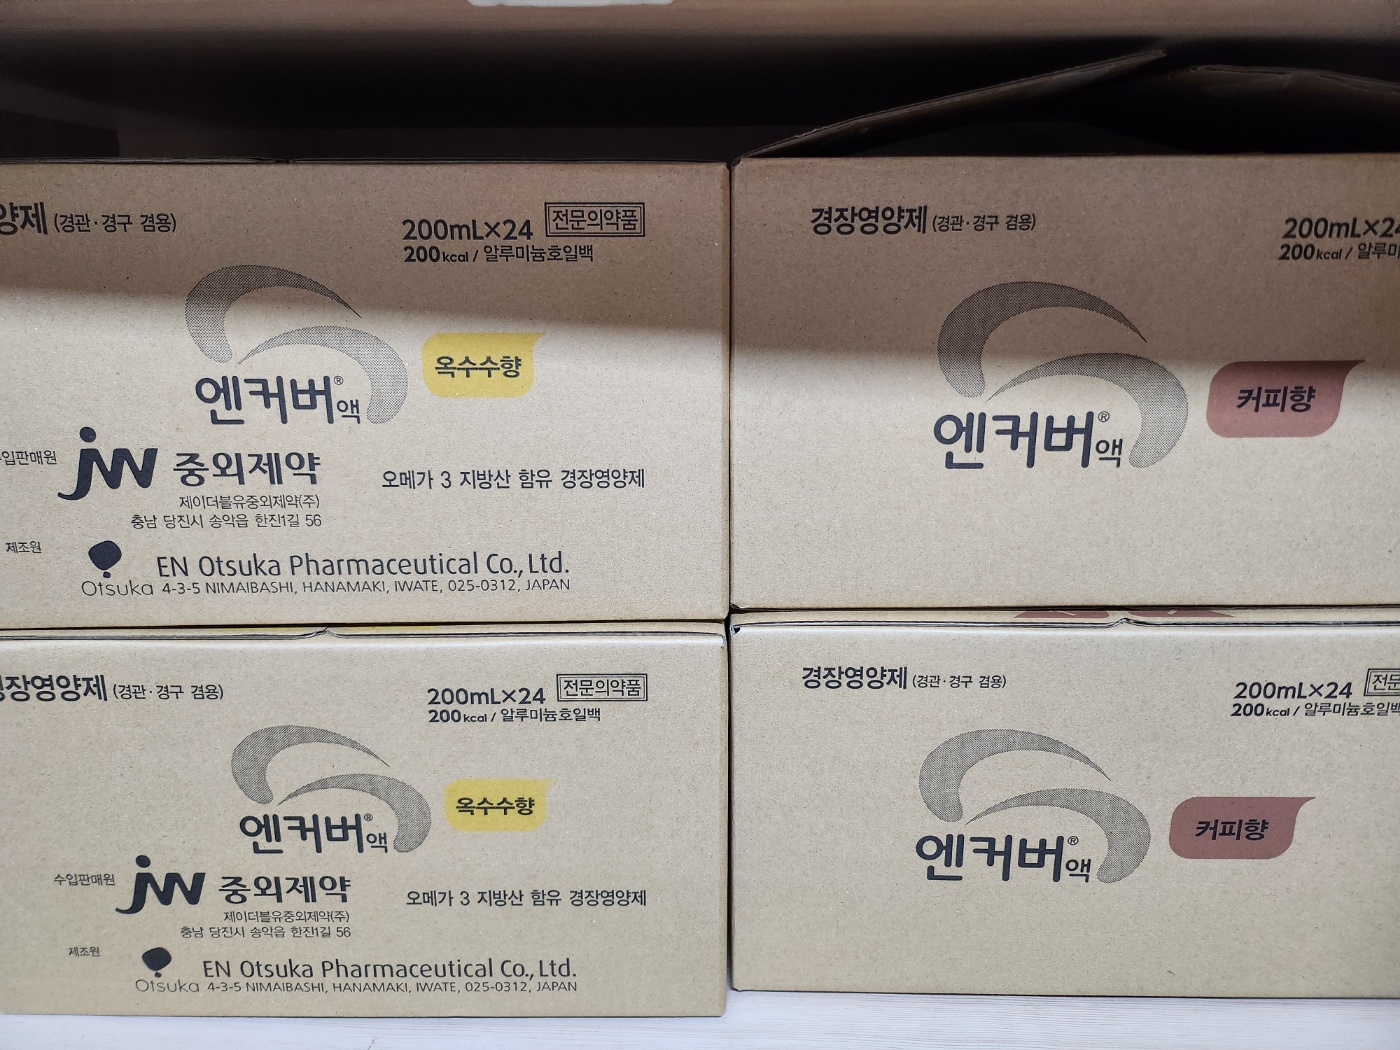 양제 (경관·경구 겸용)
200mL×24 전문의약품
200kcal / 알루미늄호일백
옥수수향
엔커버®액
수입판매원
jw 중외제약
제이더블유중외제약(주)
충남 당진시 송악읍 한진1길 56
오메가 3 지방산 함유 경장영양제
제조원
Otsuka
EN Otsuka Pharmaceutical Co., Ltd.
4-3-5 NIMAIBASHI, HANAMAKI, IWATE, 025-0312, JAPAN
경장영양제 (경관·경구 겸용)
200mL×24
200kcal / 알루미
커피향
엔커버®액
장영양제 (경관·경구 겸용)
200mL×24 전문의약품
200kcal / 알루미늄호일백
옥수수향
엔커버®액
수입판매원
jw 중외제약
제이더블유중외제약(주)
충남 당진시 송악읍 한진1길 56
오메가 3 지방산 함유 경장영양제
제조원
Otsuka
EN Otsuka Pharmaceutical Co., Ltd.
4-3-5 NIMAIBASHI, HANAMAKI, IWATE, 025-0312, JAPAN
경장영양제 (경관·경구 겸용)
200mL×24 전문
200kcal / 알루미늄호일백
커피향
엔커버®액